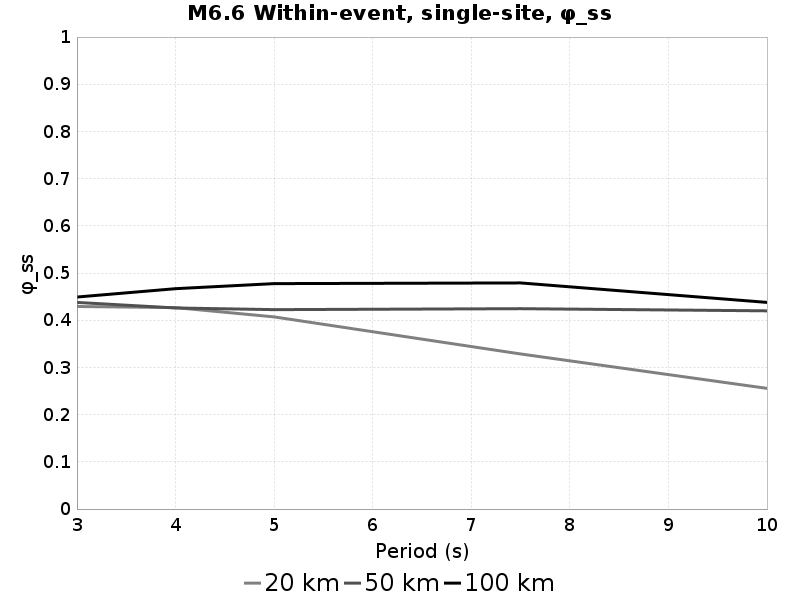 M6.6 Within-event, single-site, φ_ss
φ_ss
1
0.9
0.8
0.7
0.6
0.5
0.4
0.3
0.2
0.1
0
3 4 5 6 7 8 9 10
Period (s)
20 km 50 km 100 km